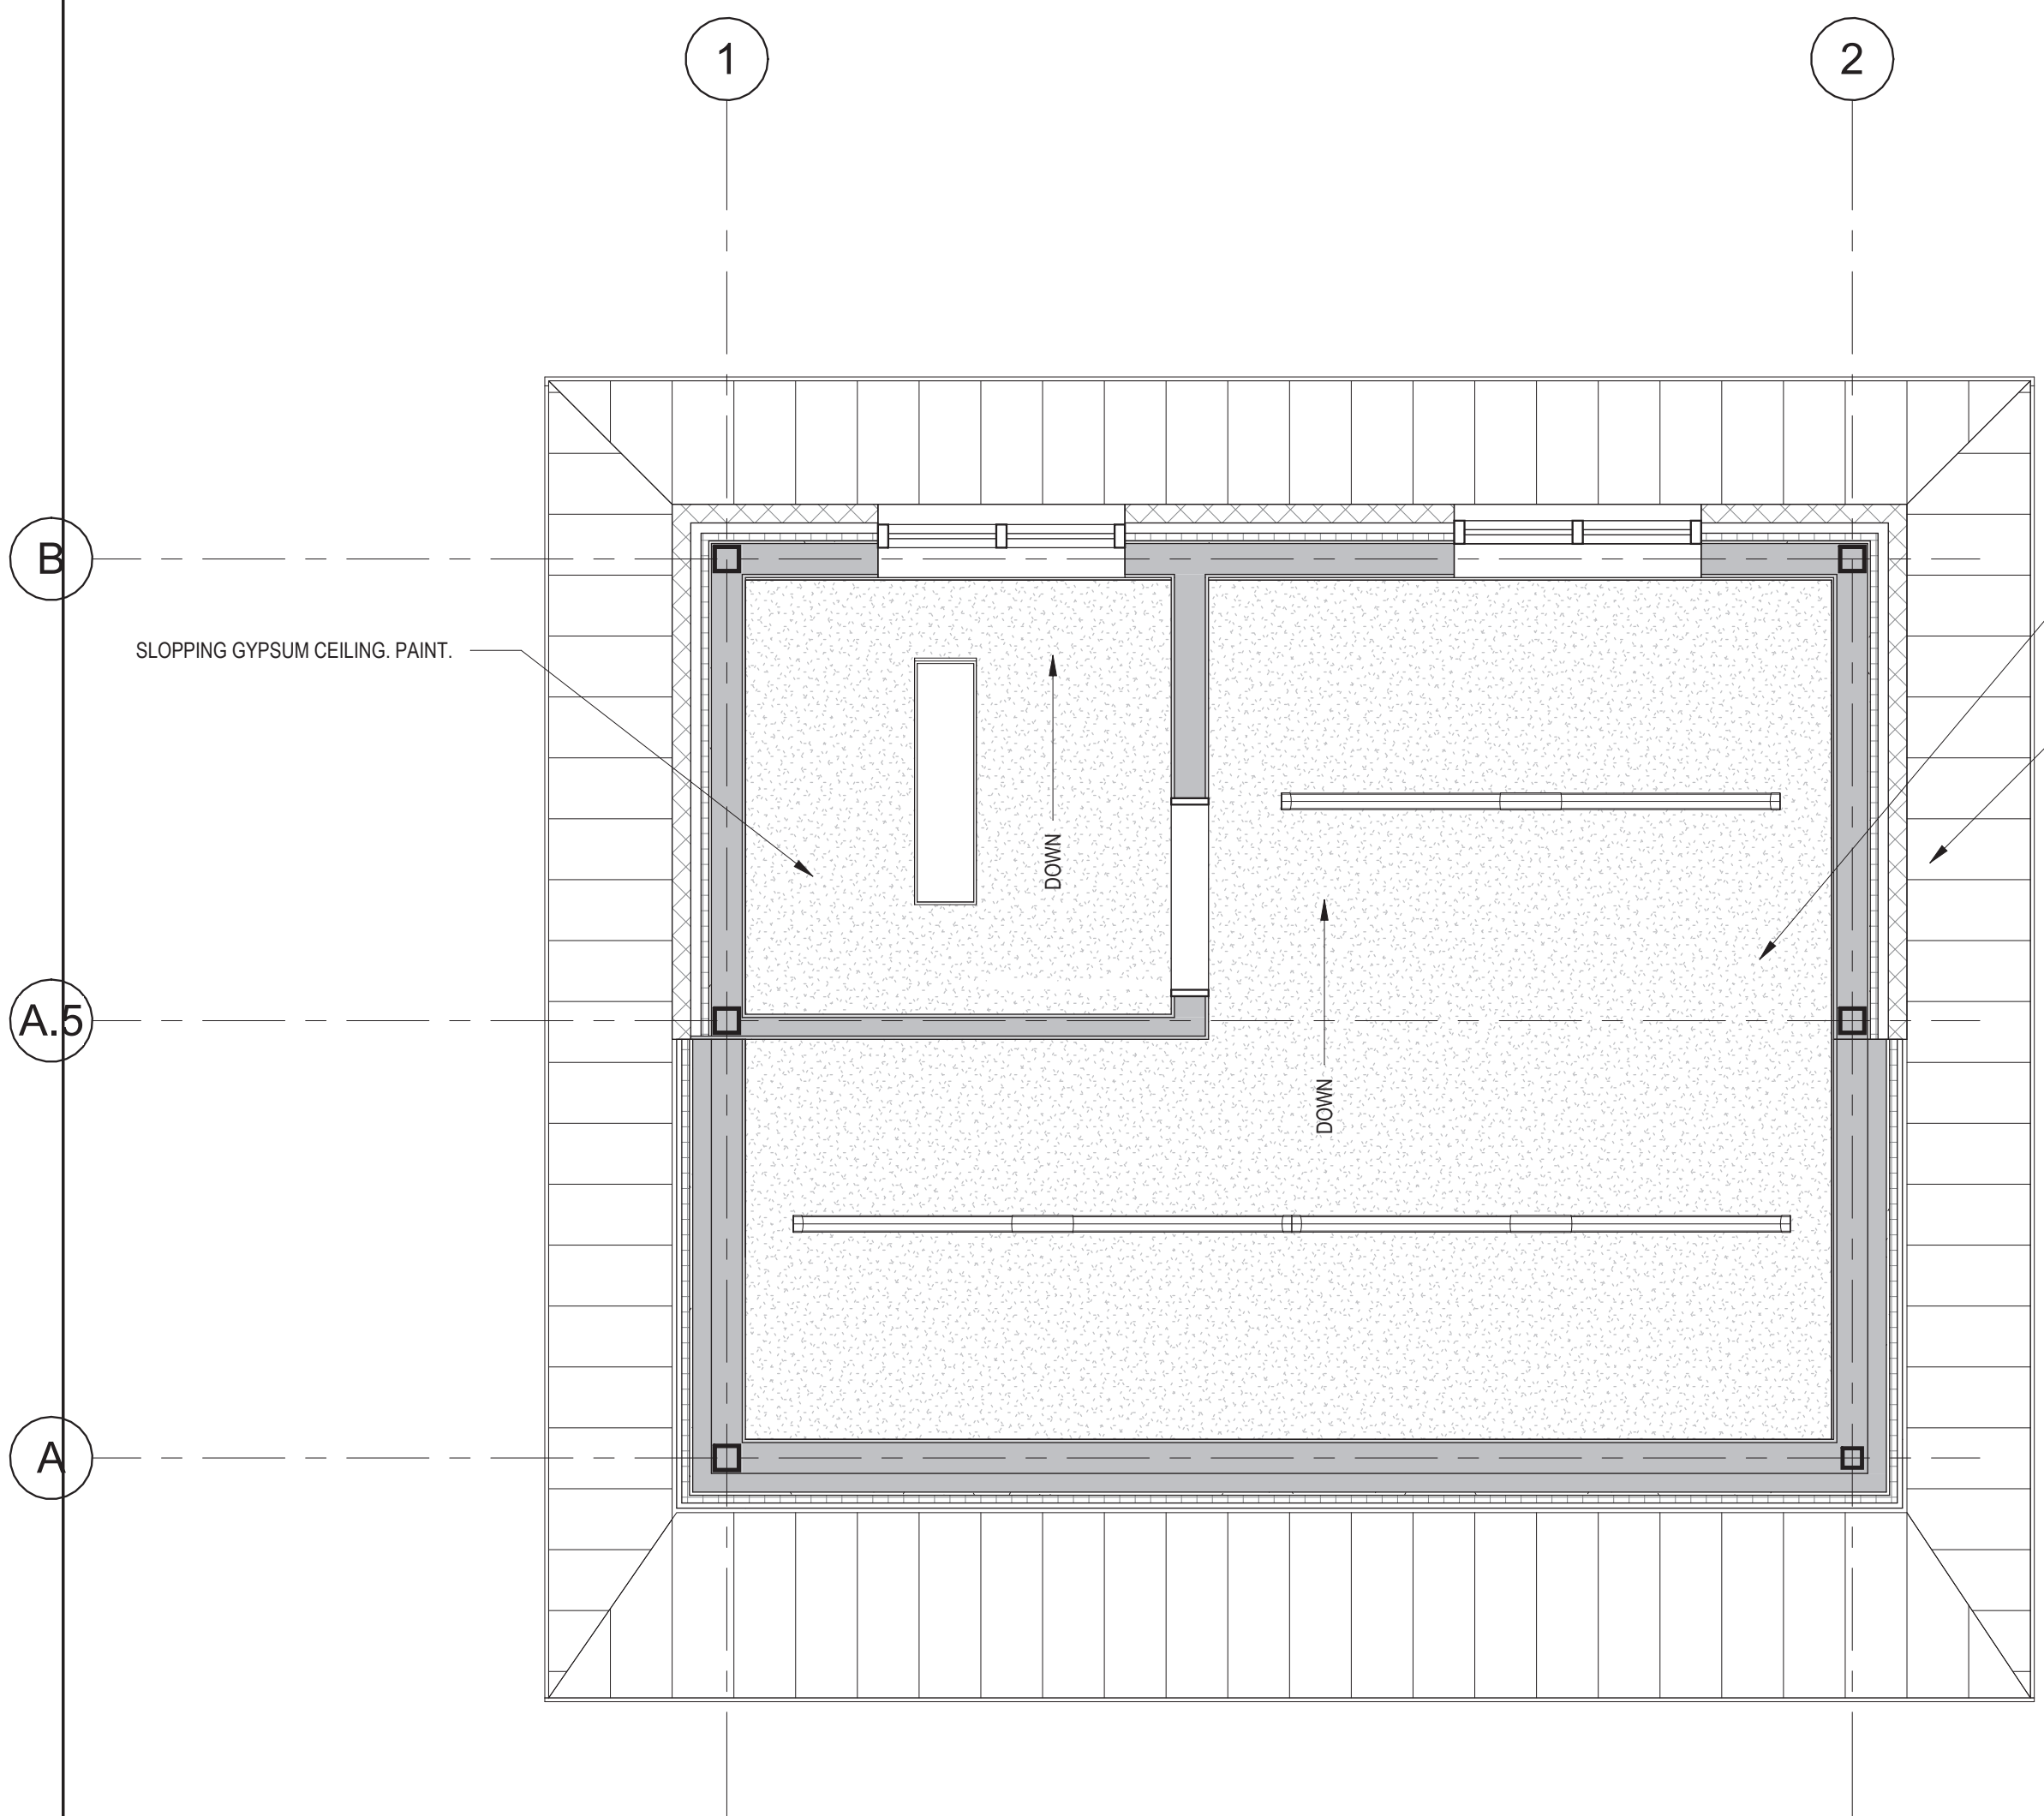 1
2
B
SLOPPING GYPSUM CEILING. PAINT.
DOWN
A.5
DOWN
A